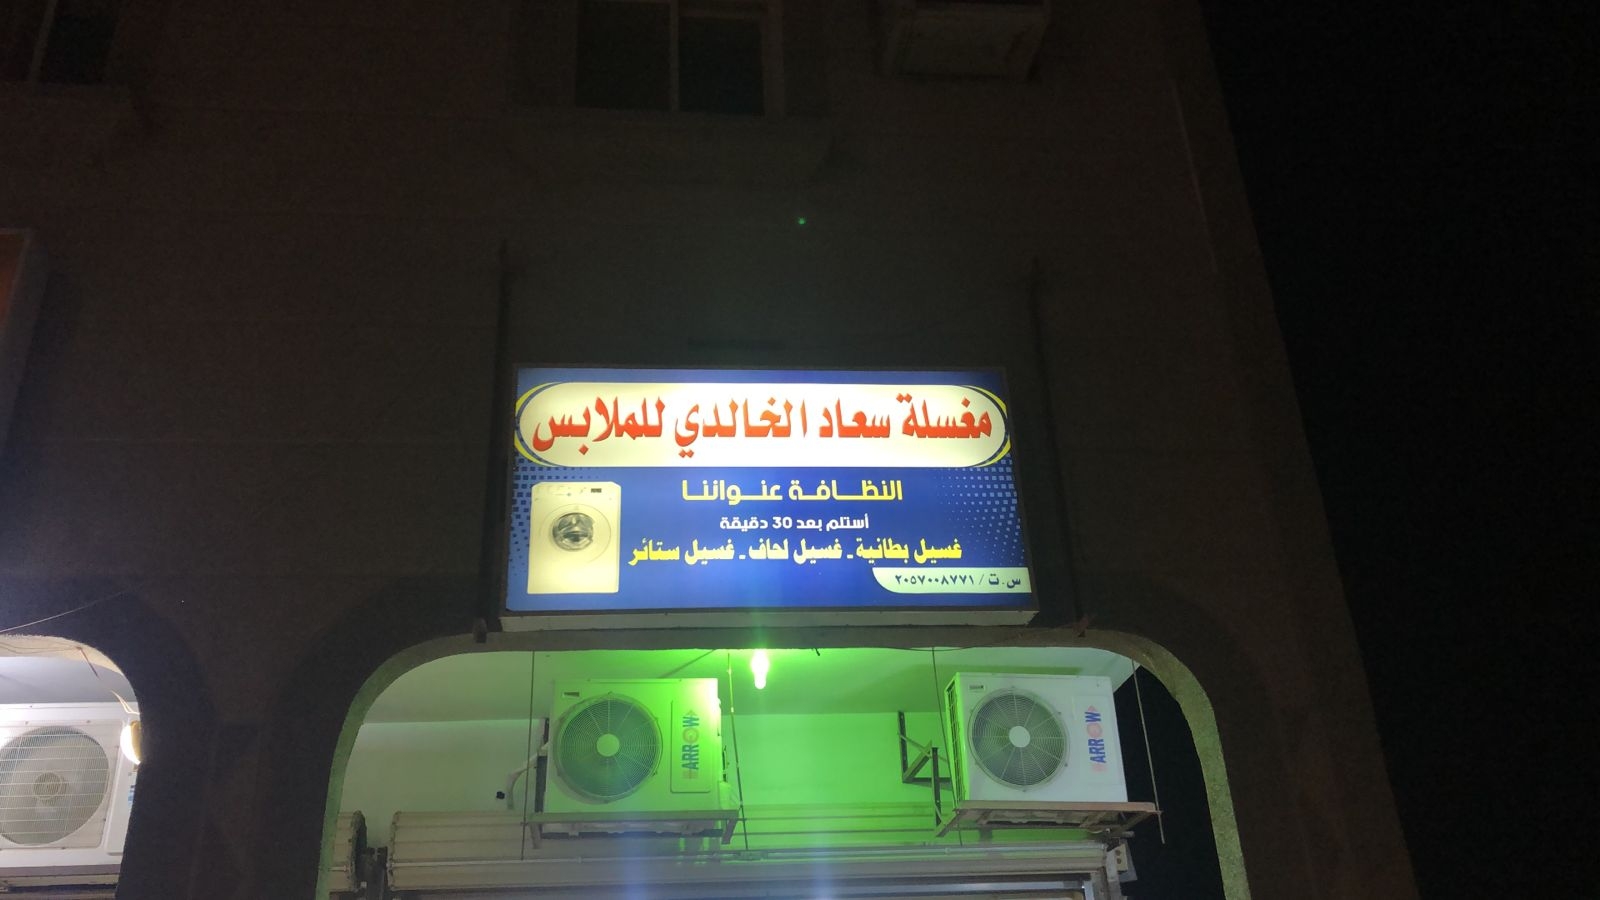 مغسلة سعاد الخالدي للملابس
النظافة عنواننا
أستلم بعد 30 دقيقة
غسيل بطانية - غسيل لحاف - غسيل ستائر
س.ت / ٢٠٥٧٠٠٨٧٧١
ARROW
ARROW